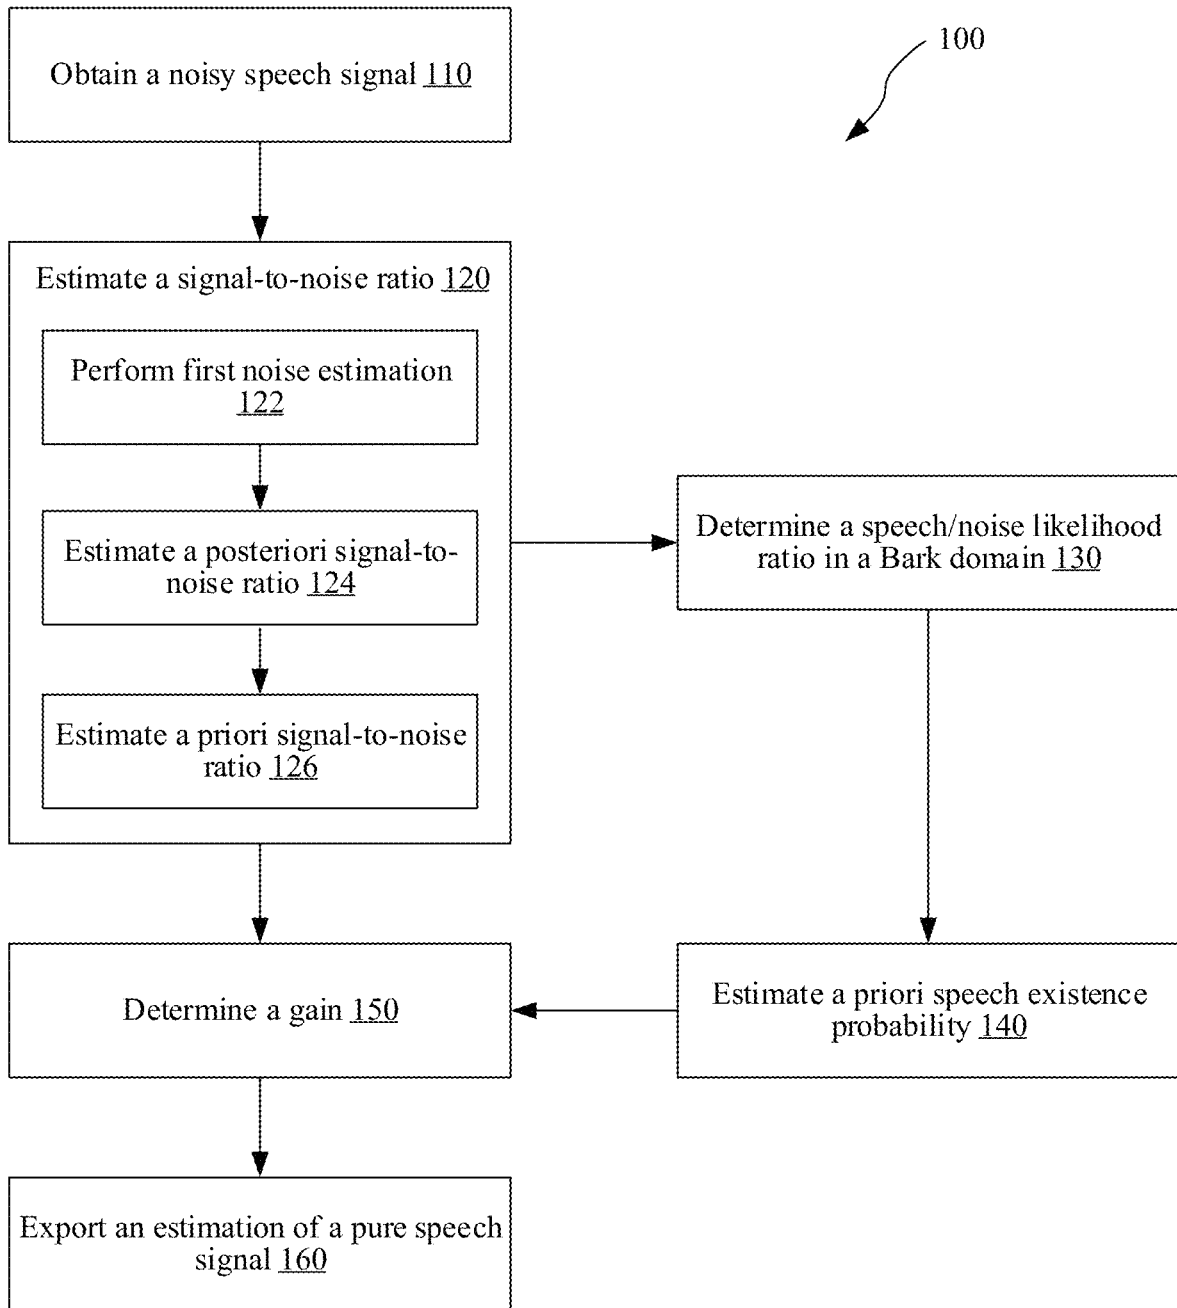 100
Obtain a noisy speech signal 110
Estimate a signal-to-noise ratio 120
Perform first noise estimation
122
Estimate a posteriori signal-to-
noise ratio 124
Estimate a priori signal-to-noise
ratio 126
Determine a speech/noise likelihood
ratio in a Bark domain 130
Estimate a priori speech existence
probability 140
Determine a gain 150
Export an estimation of a pure speech
signal 160